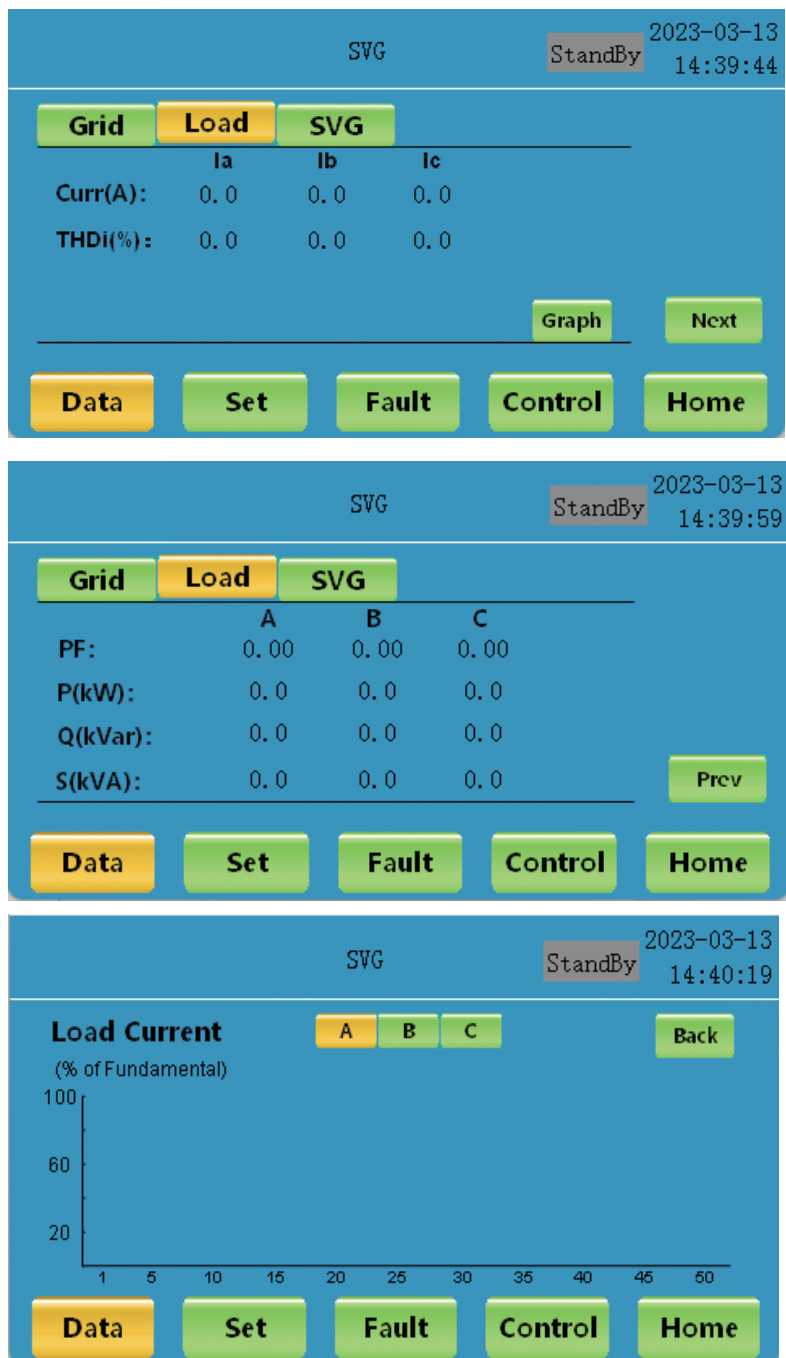 SVG StandBy 2023-03-13
14:39:44
Grid Load SVG
Ia Ib Ic
Curr(A): 0.0 0.0 0.0
THDi(%): 0.0 0.0 0.0
Graph Next
Data Set Fault Control Home
SVG StandBy 2023-03-13
14:39:59
Grid Load SVG
A B C
PF: 0.00 0.00 0.00
P(kW): 0.0 0.0 0.0
Q(kVar): 0.0 0.0 0.0
S(kVA): 0.0 0.0 0.0
Prev
Data Set Fault Control Home
SVG StandBy 2023-03-13
14:40:19
Load Current A B C Back
(% of Fundamental)
100
60
20
1 5 10 15 20 25 30 35 40 45 50
Data Set Fault Control Home